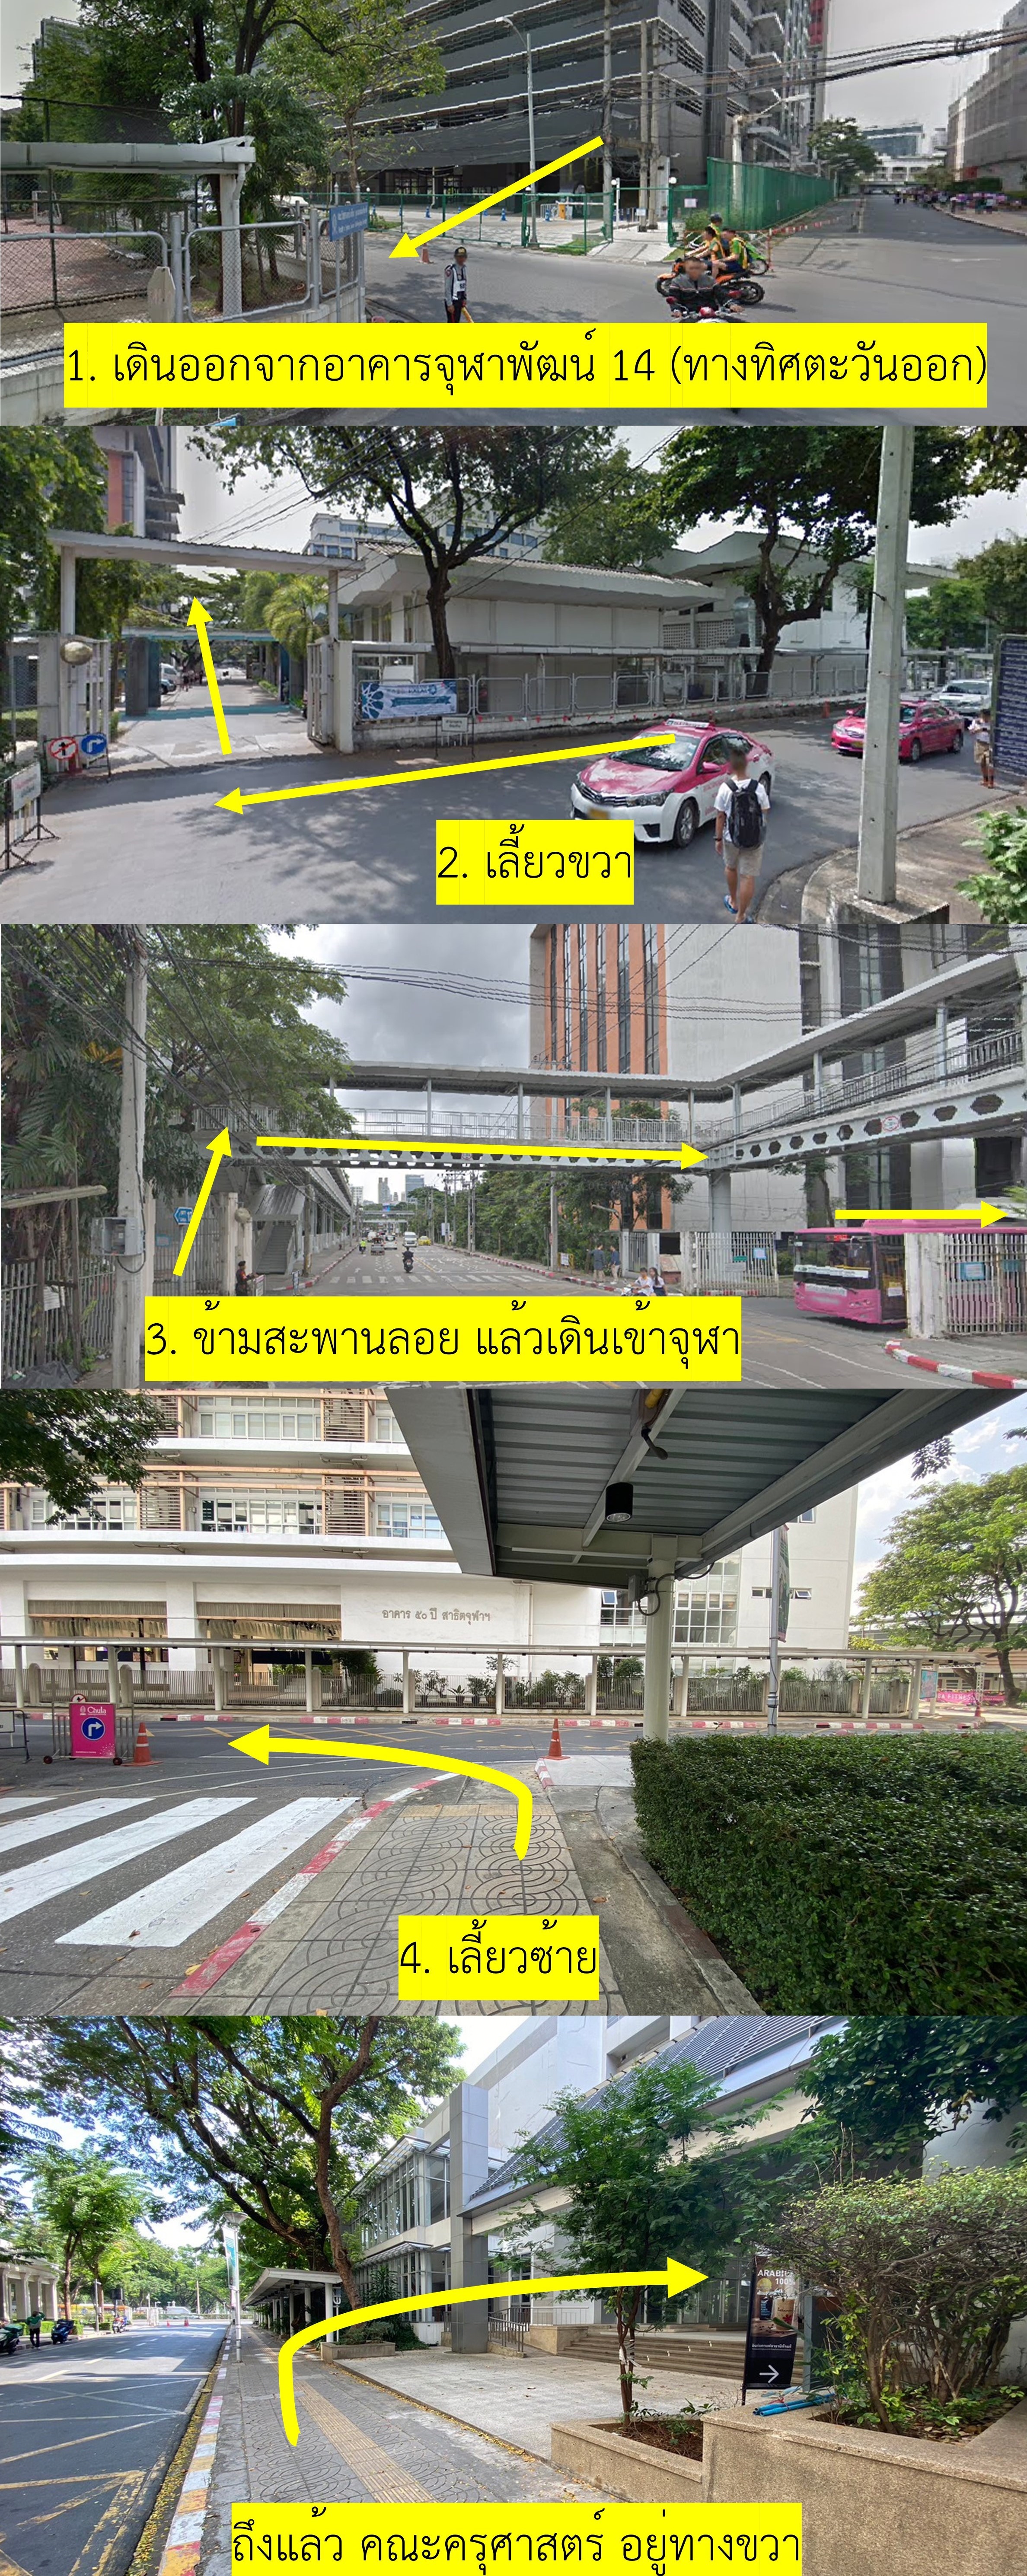 1. เดินออกจากอาคารจุฬาพัฒน์ 14 (ทางทิศตะวันออก)
2. เลี้ยวขวา
3. ข้ามสะพานลอย แล้วเดินเข้าจุฬา
อาคาร ๕๐ ปี สาธิตจุฬาฯ
Chula
4. เลี้ยวซ้าย
ARABICA
100%
ถึงแล้ว คณะครุศาสตร์ อยู่ทางขวา